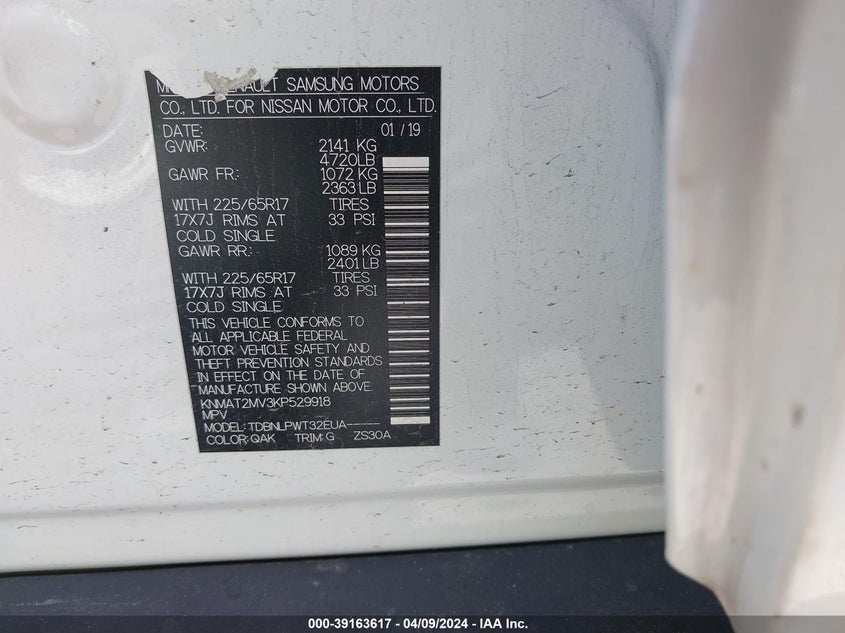 RENAULT SAMSUNG MOTORS
CO., LTD. FOR NISSAN MOTOR CO., LTD.
DATE: 01 / 19
GVWR: 2141 KG
4720LB
GAWR FR.: 1072 KG
2363 LB
WITH 225/65R17 TIRES
17X7J RIMS AT 33 PSI
COLD SINGLE
GAWR RR.: 1089 KG
2401 LB
WITH 225/65R17 TIRES
17X7J RIMS AT 33 PSI
COLD SINGLE
THIS VEHICLE CONFORMS TO
ALL APPLICABLE FEDERAL
MOTOR VEHICLE SAFETY AND
THEFT PREVENTION STANDARDS
IN EFFECT ON THE DATE OF
MANUFACTURE SHOWN ABOVE.
KNMAT2MV3KP529918
MPV
MODEL: TDBNLPWT32EUA-----
COLOR: QAK TRIM: G ZS30A
000-39163617 - 04/09/2024 - IAA Inc.